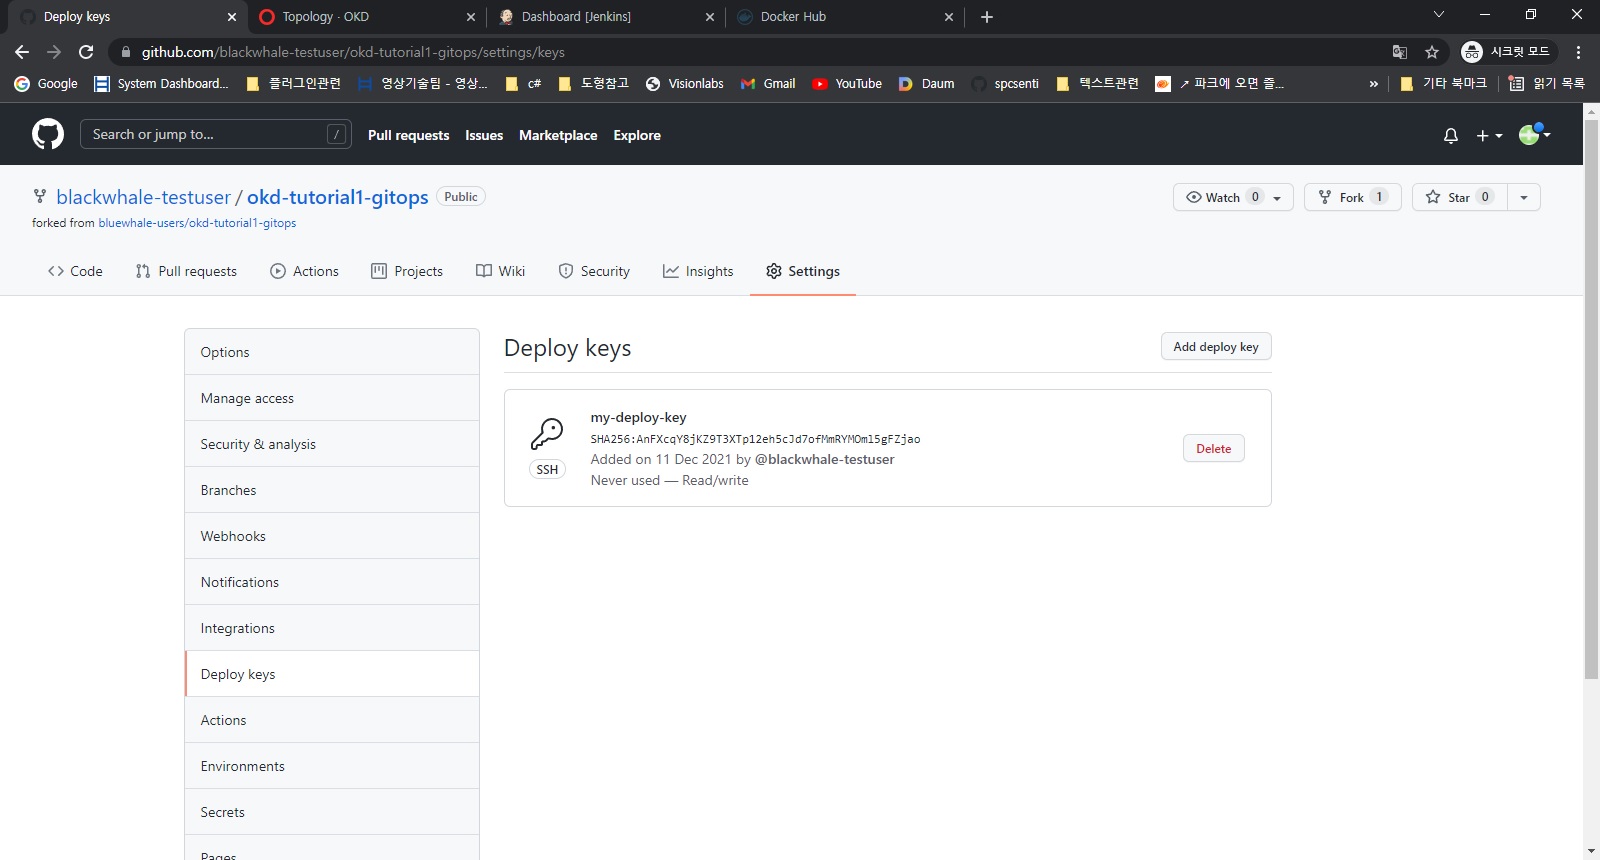 Deploy keys
Topology · OKD
Dashboard [Jenkins]
Docker Hub
github.com/blackwhale-testuser/okd-tutorial1-gitops/settings/keys
시크릿 모드
Google
System Dashboard...
플러그인관련
영상기술팀 - 영상...
c#
도형참고
Visionlabs
Gmail
YouTube
Daum
spcsenti
텍스트관련
↗ 파크에 오면 즐...
»
기타 북마크
읽기 목록
Search or jump to...
/
Pull requests
Issues
Marketplace
Explore
blackwhale-testuser / okd-tutorial1-gitops
Public
Watch 0
Fork 1
Star 0
forked from bluewhale-users/okd-tutorial1-gitops
Code
Pull requests
Actions
Projects
Wiki
Security
Insights
Settings
Options
Manage access
Security & analysis
Branches
Webhooks
Notifications
Integrations
Deploy keys
Actions
Environments
Secrets
Pages
Deploy keys
Add deploy key
SSH
my-deploy-key
SHA256:AnFXcqY8jKZ9T3XTp12eh5cJd7ofMmRYMOml5gFZjao
Added on 11 Dec 2021 by @blackwhale-testuser
Never used — Read/write
Delete